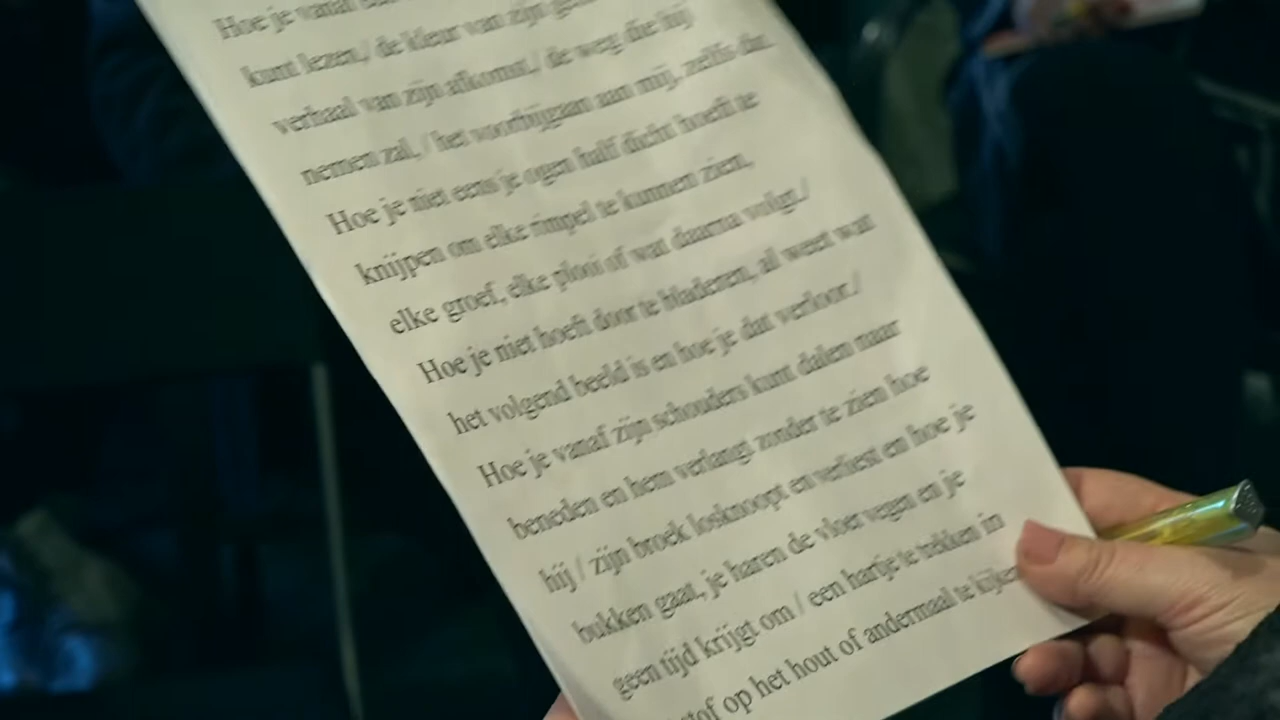 Hoe je vanaf
kunt lezen,/ de kleur van zijn
verhaal van zijn afkomst,/ de weg die hij
nemen zal, / het voorbijgaan aan mij, zelfs dit.
Hoe je niet eens je ogen half dicht hoeft te
knijpen om elke rimpel te kunnen zien,
elke groef, elke plooi of wat daarna volgt./
Hoe je niet hoeft door te bladeren, al weet wat
het volgend beeld is en hoe je dat verloor./
Hoe je vanaf zijn schouders kunt dalen naar
beneden en hem verlangt zonder te zien hoe
hij / zijn broek losknoopt en verliest en hoe je
bukken gaat, je haren de vloer vegen en je
geen tijd krijgt om / een hartje te trekken in
stof op het hout of andermaal te kijken